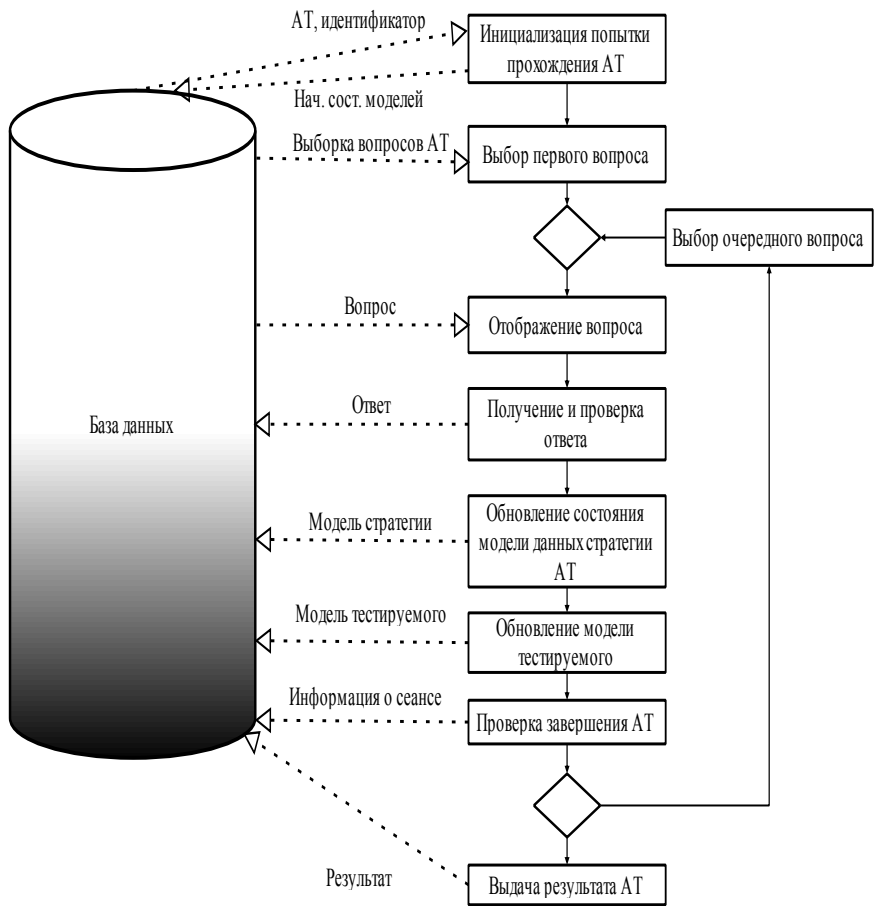 АТ, идентификатор
Инициализация попытки
прохождения АТ
Нач. сост. моделей
Выборка вопросов АТ
Выбор первого вопроса
Выбор очередного вопроса
Вопрос
Отображение вопроса
База данных
Ответ
Получение и проверка
ответа
Модель стратегии
Обновление состояния
модели данных стратегии
АТ
Модель тестируемого
Обновление модели
тестируемого
Информация о сеансе
Проверка завершения АТ
Результат
Выдача результата АТ